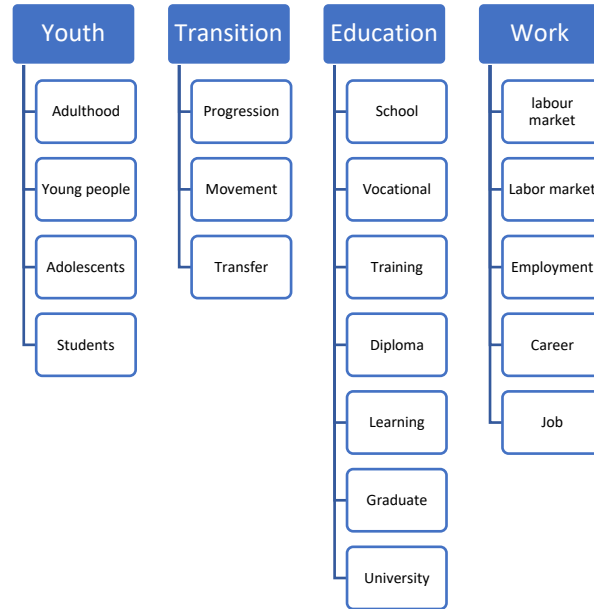 Youth
Adulthood
Young people
Adolescents
Students
Transition
Progression
Movement
Transfer
Education
School
Vocational
Training
Diploma
Learning
Graduate
University
Work
labour
market
Labor market
Employment
Career
Job